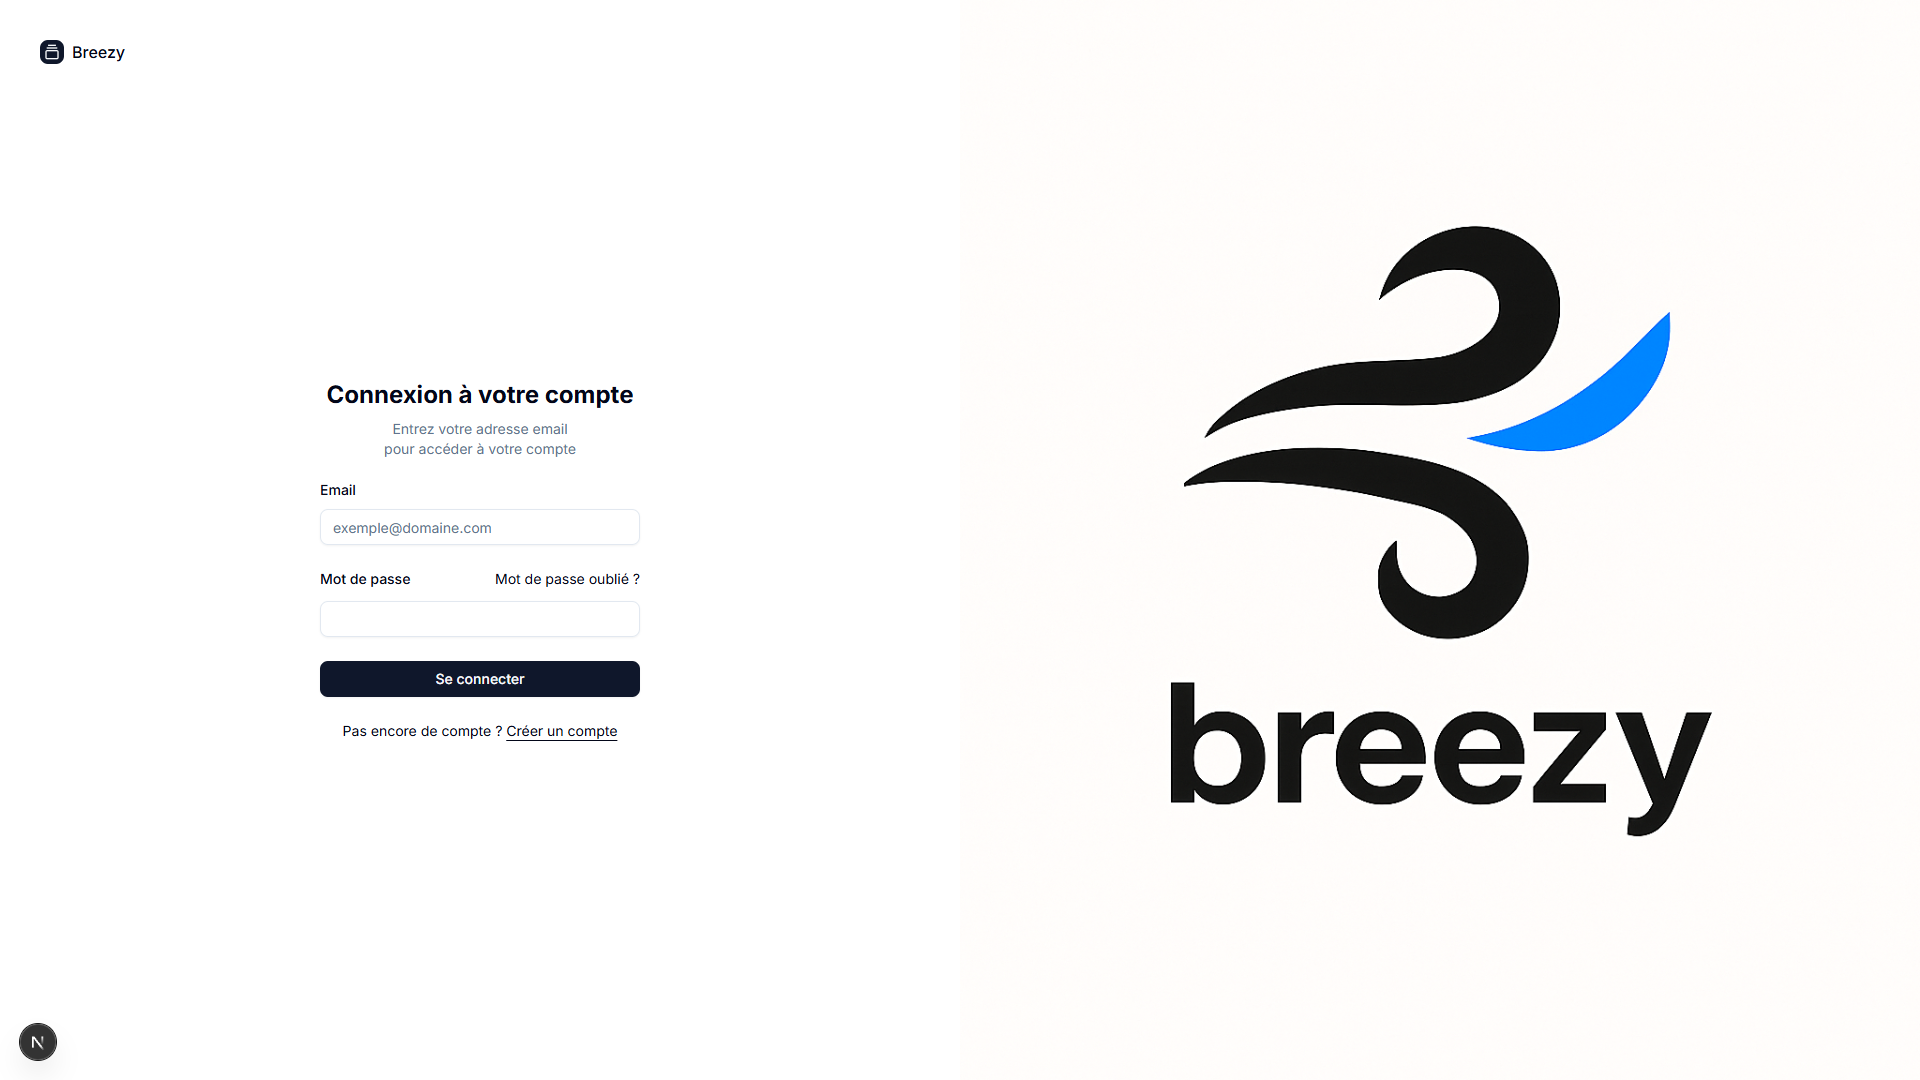 Breezy
Connexion à votre compte
Entrez votre adresse email
pour accéder à votre compte
Email
exemple@domaine.com
Mot de passe Mot de passe oublié ?
Se connecter
Pas encore de compte ? Créer un compte
breezy
N